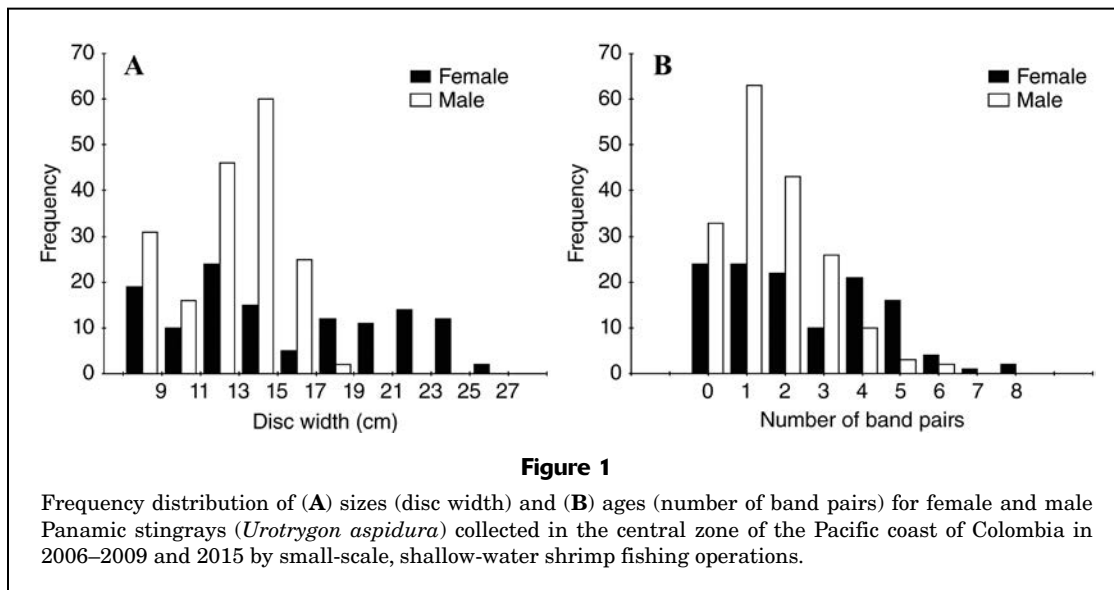 A
70
60
50
40
30
20
10
0
Frequency
Female
Male
9 11 13 15 17 19 21 23 25 27
Disc width (cm)
B
70
60
50
40
30
20
10
0
Frequency
Female
Male
0 1 2 3 4 5 6 7 8
Number of band pairs
Figure 1
Frequency distribution of (A) sizes (disc width) and (B) ages (number of band pairs) for female and male
Panamic stingrays (Urotrygon aspidura) collected in the central zone of the Pacific coast of Colombia in
2006–2009 and 2015 by small-scale, shallow-water shrimp fishing operations.